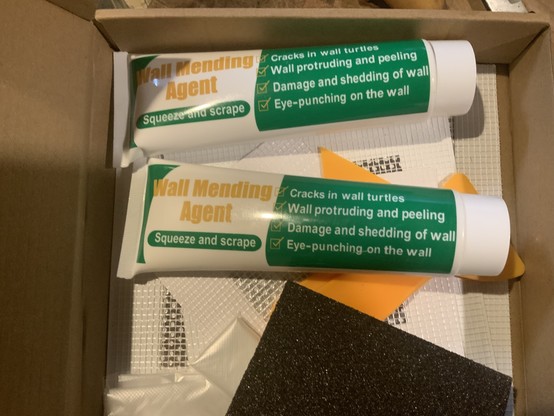 Wall Mending
Agent
Squeeze and scrape
Cracks in wall turtles
Wall protruding and peeling
Damage and shedding of wall
Eye-punching on the wall
Wall Mending
Agent
Squeeze and scrape
Cracks in wall turtles
Wall protruding and peeling
Damage and shedding of wall
Eye-punching on the wall